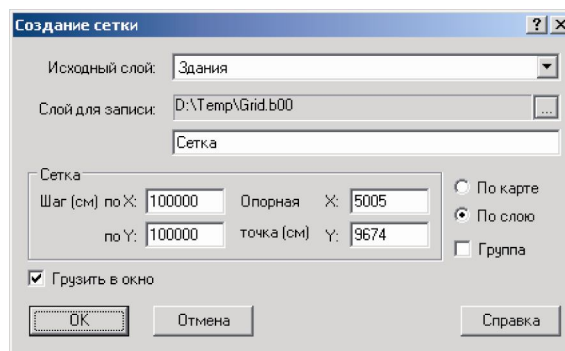 Создание сетки
Исходный слой: Здания
Слой для записи: D:\Temp\Grid.b00 ...
Сетка
Сетка
Шаг (см) по X: 100000 Опорная X: 5005 По карте
по Y: 100000 точка (см) Y: 9674 По слою
Группа
Грузить в окно
OK Отмена Справка